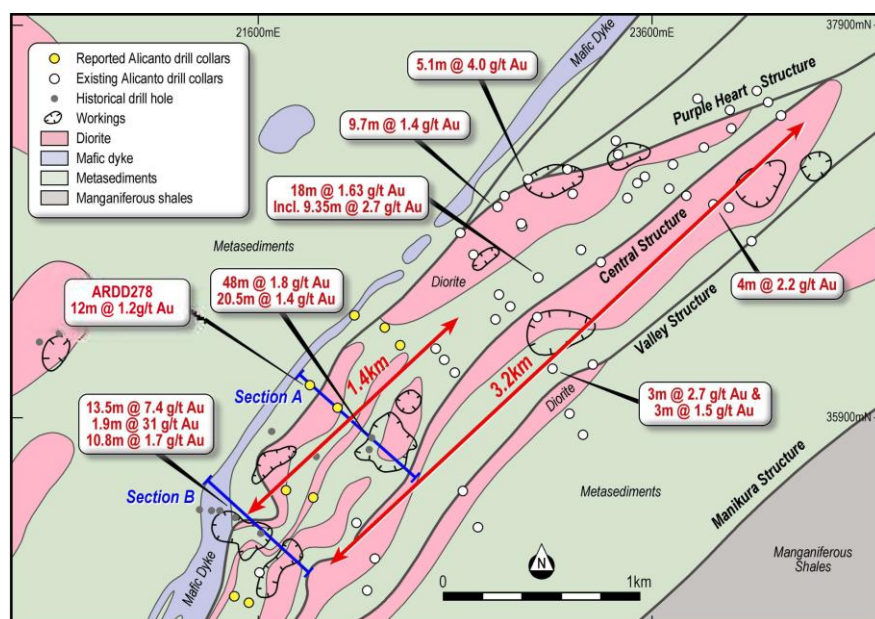 21600mE
23600mE
37900mN
Reported Alicanto drill collars
Existing Alicanto drill collars
Historical drill hole
Workings
Diorite
Mafic dyke
Metasediments
Manganiferous shales
Mafic Dyke
5.1m @ 4.0 g/t Au
Purple Heart Structure
9.7m @ 1.4 g/t Au
18m @ 1.63 g/t Au
Incl. 9.35m @ 2.7 g/t Au
Metasediments
Diorite
Central Structure
ARDD278
12m @ 1.2g/t Au
48m @ 1.8 g/t Au
20.5m @ 1.4 g/t Au
4m @ 2.2 g/t Au
Valley Structure
1.4km
3.2km
Section A
Diorite
3m @ 2.7 g/t Au &
3m @ 1.5 g/t Au
13.5m @ 7.4 g/t Au
1.9m @ 31 g/t Au
10.8m @ 1.7 g/t Au
35900mN
Section B
Metasediments
Manikura Structure
Mafic Dyke
N
Manganiferous
Shales
0
1km